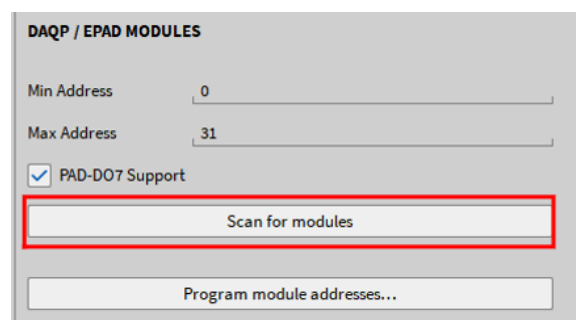 DAQP / EPAD MODULES
Min Address 0
Max Address 31
PAD-DO7 Support
Scan for modules
Program module addresses...